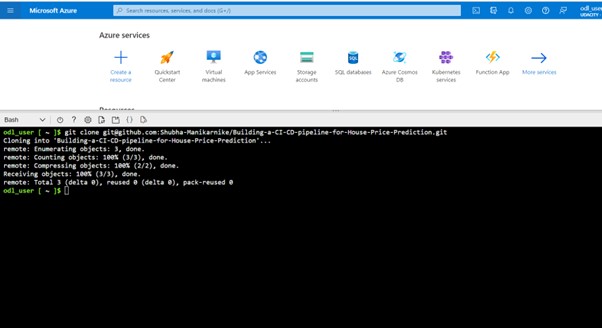 Microsoft Azure
Search resources, services, and docs (G+/)
odl_user
UDACITY
Azure services
Create a resource
Quickstart Center
Virtual machines
App Services
Storage accounts
SQL databases
Azure Cosmos DB
Kubernetes services
Function App
More services
Resources
Bash
odl_user [ ~ ]$ git clone git@github.com:Shubha-Manikarnike/Building-a-CI-CD-pipeline-for-House-Price-Prediction.git
Cloning into 'Building-a-CI-CD-pipeline-for-House-Price-Prediction'...
remote: Enumerating objects: 3, done.
remote: Counting objects: 100% (3/3), done.
remote: Compressing objects: 100% (2/2), done.
Receiving objects: 100% (3/3), done.
remote: Total 3 (delta 0), reused 0 (delta 0), pack-reused 0
odl_user [ ~ ]$